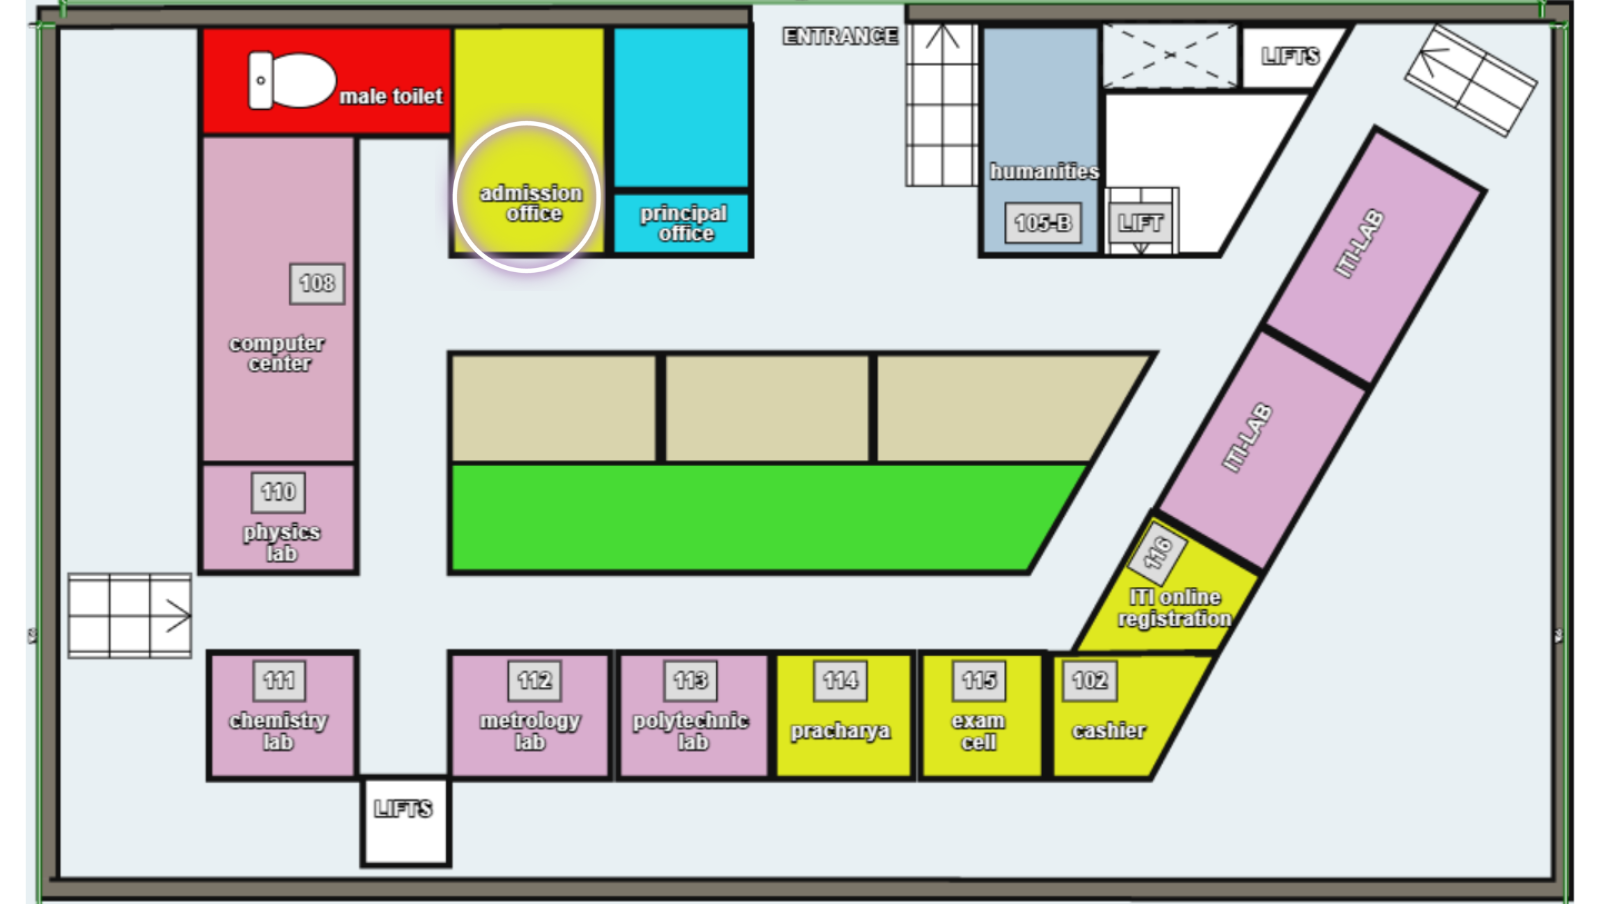 ENTRANCE
LIFTS
male toilet
humanities
105-B
LIFT
admission
office
principal
office
ITI-LAB
108
computer
center
ITI-LAB
110
physics
lab
116
ITI online
registration
111
chemistry
lab
112
metrology
lab
113
polytechnic
lab
114
pracharya
115
exam
cell
102
cashier
LIFTS